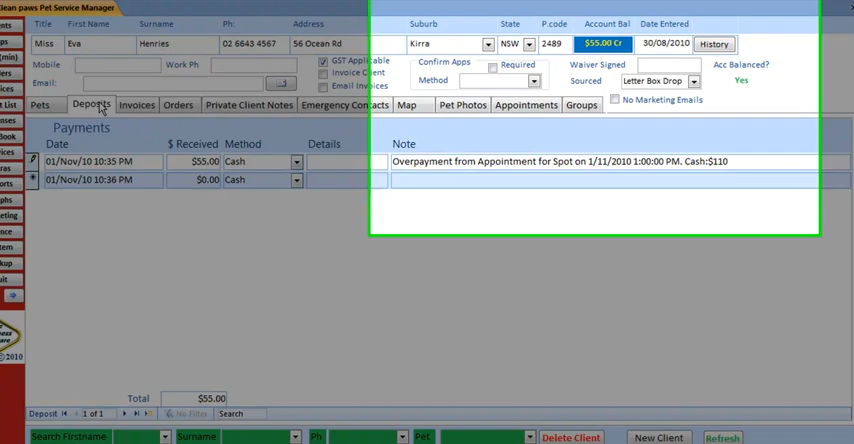 Clean paws Pet Service Manager
Title First Name Surname Ph: Address Suburb State P.code Account Bal Date Entered
Miss Eva Henries 02 6643 4567 56 Ocean Rd Kirra NSW 2489 $55.00 Cr 30/08/2010 History
Mobile Work Ph GST Applicable Confirm Apps Required Waiver Signed Acc Balanced?
Invoice Client
Email: Email Invoices Method Sourced Letter Box Drop Yes
No Marketing Emails
Pets Deposits Invoices Orders Private Client Notes Emergency Contacts Map Pet Photos Appointments Groups
Payments
Date $ Received Method Details Note
01/Nov/10 10:35 PM $55.00 Cash Overpayment from Appointment for Spot on 1/11/2010 1:00:00 PM. Cash:$110
01/Nov/10 10:36 PM $0.00 Cash
© 2010
Total $55.00
Deposit 1 of 1 No Filter Search
Search Firstname Surname Ph Pet Delete Client New Client Refresh